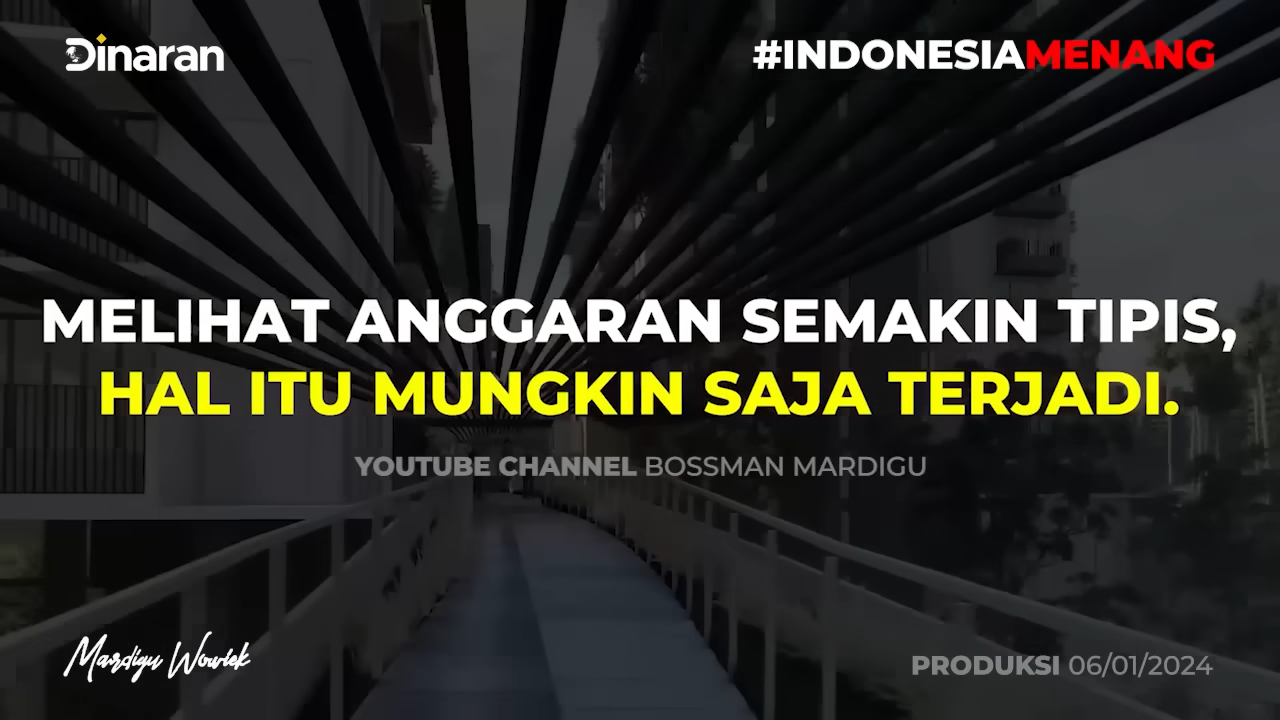 Dinaran
#INDONESIAMENANG
MELIHAT ANGGARAN SEMAKIN TIPIS,
HAL ITU MUNGKIN SAJA TERJADI.
YOUTUBE CHANNEL BOSSMAN MARDIGU
Mardigu Wowiek
PRODUKSI 06/01/2024